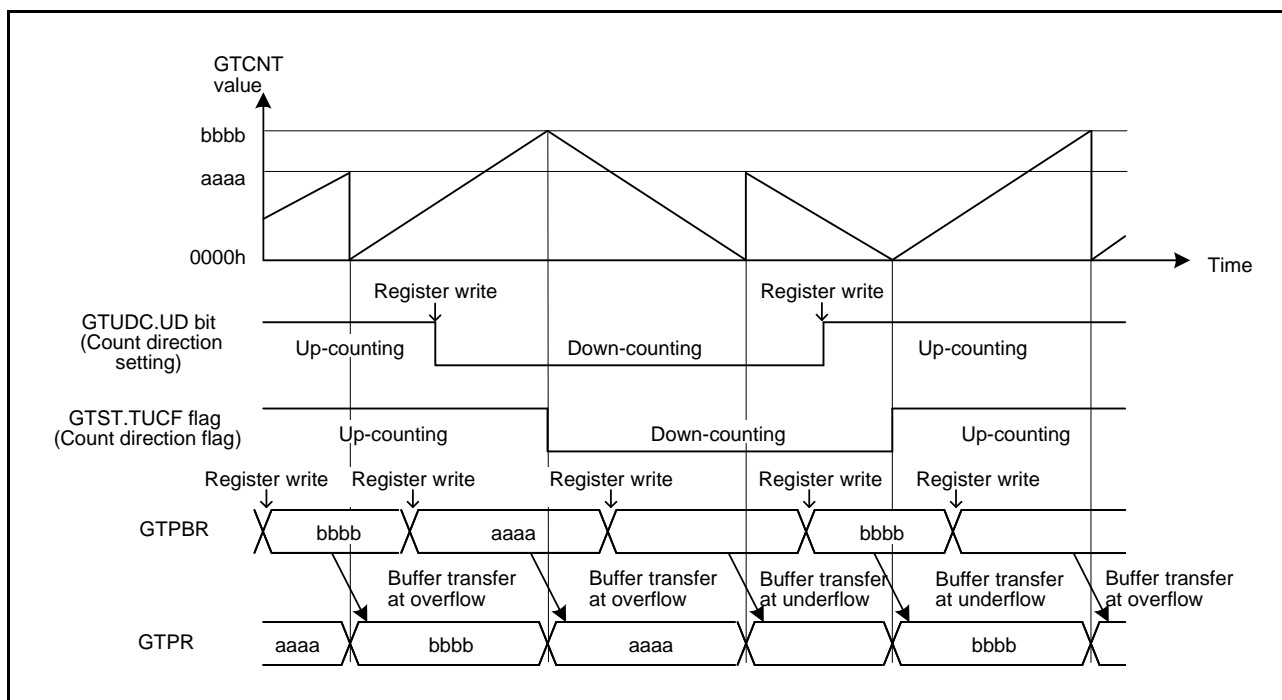 GTCNT
value
bbbb
aaaa
0000h
Time
Register write
Register write
GTUDC.UD bit
(Count direction
setting)
Up-counting
Down-counting
Up-counting
GTST.TUCF flag
(Count direction flag)
Up-counting
Down-counting
Up-counting
Register write
Register write
Register write
Register write
Register write
GTPBR
bbbb
aaaa
bbbb
Buffer transfer
at overflow
Buffer transfer
at overflow
Buffer transfer
at underflow
Buffer transfer
at underflow
Buffer transfer
at overflow
GTPR
aaaa
bbbb
aaaa
bbbb